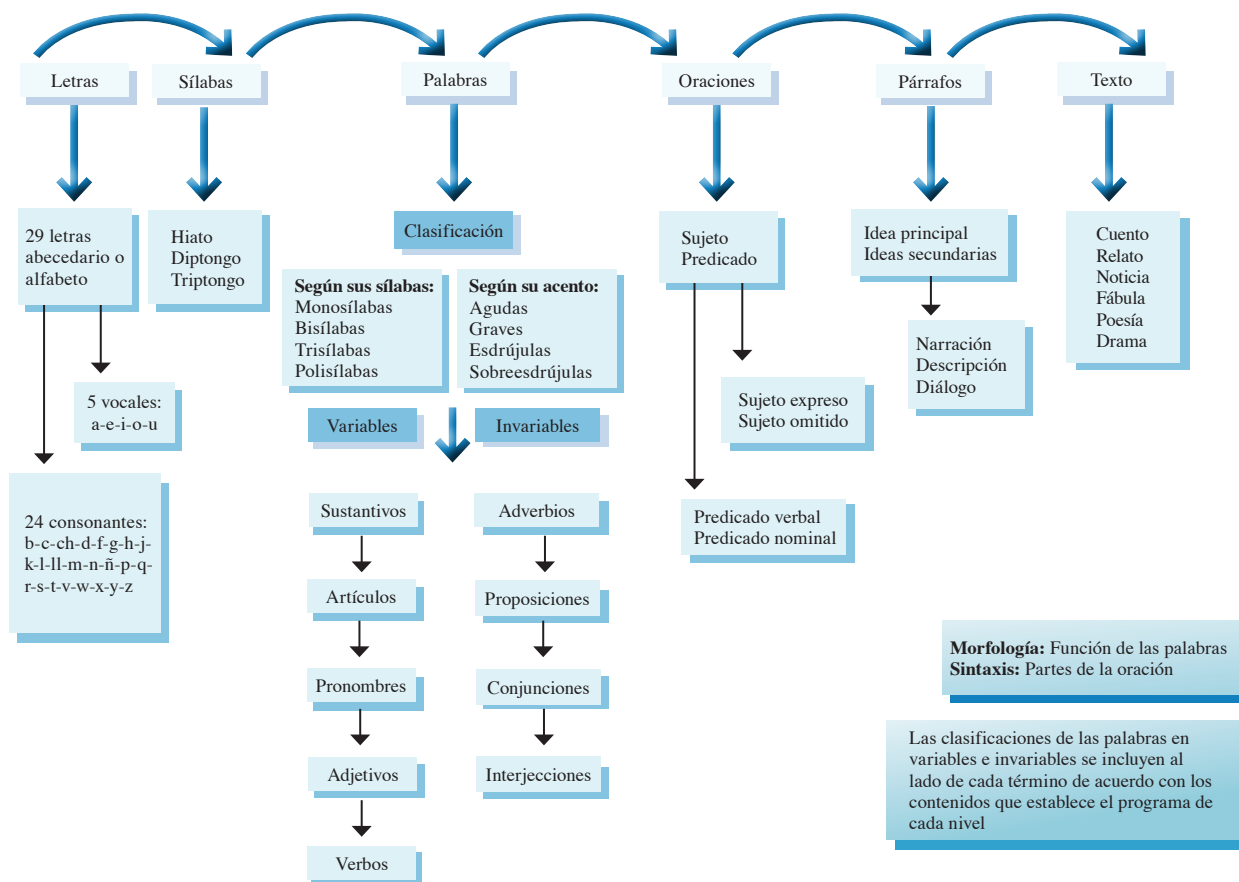 Letras
Sílabas
Palabras
Oraciones
Párrafos
Texto
29 letras
abecedario o
alfabeto
5 vocales:
a-e-i-o-u
24 consonantes:
b-c-ch-d-f-g-h-j-
k-l-ll-m-n-ñ-p-q-
r-s-t-v-w-x-y-z
Hiato
Diptongo
Triptongo
Clasificación
Según sus sílabas:
Monosílabas
Bisílabas
Trisílabas
Polisílabas
Según su acento:
Agudas
Graves
Esdrújulas
Sobreesdrújulas
Variables
Invariables
Sustantivos
Artículos
Pronombres
Adjetivos
Verbos
Adverbios
Proposiciones
Conjunciones
Interjecciones
Sujeto
Predicado
Sujeto expreso
Sujeto omitido
Predicado verbal
Predicado nominal
Idea principal
Ideas secundarias
Narración
Descripción
Diálogo
Cuento
Relato
Noticia
Fábula
Poesía
Drama
Morfología: Función de las palabras
Sintaxis: Partes de la oración
Las clasificaciones de las palabras en
variables e invariables se incluyen al
lado de cada término de acuerdo con los
contenidos que establece el programa de
cada nivel